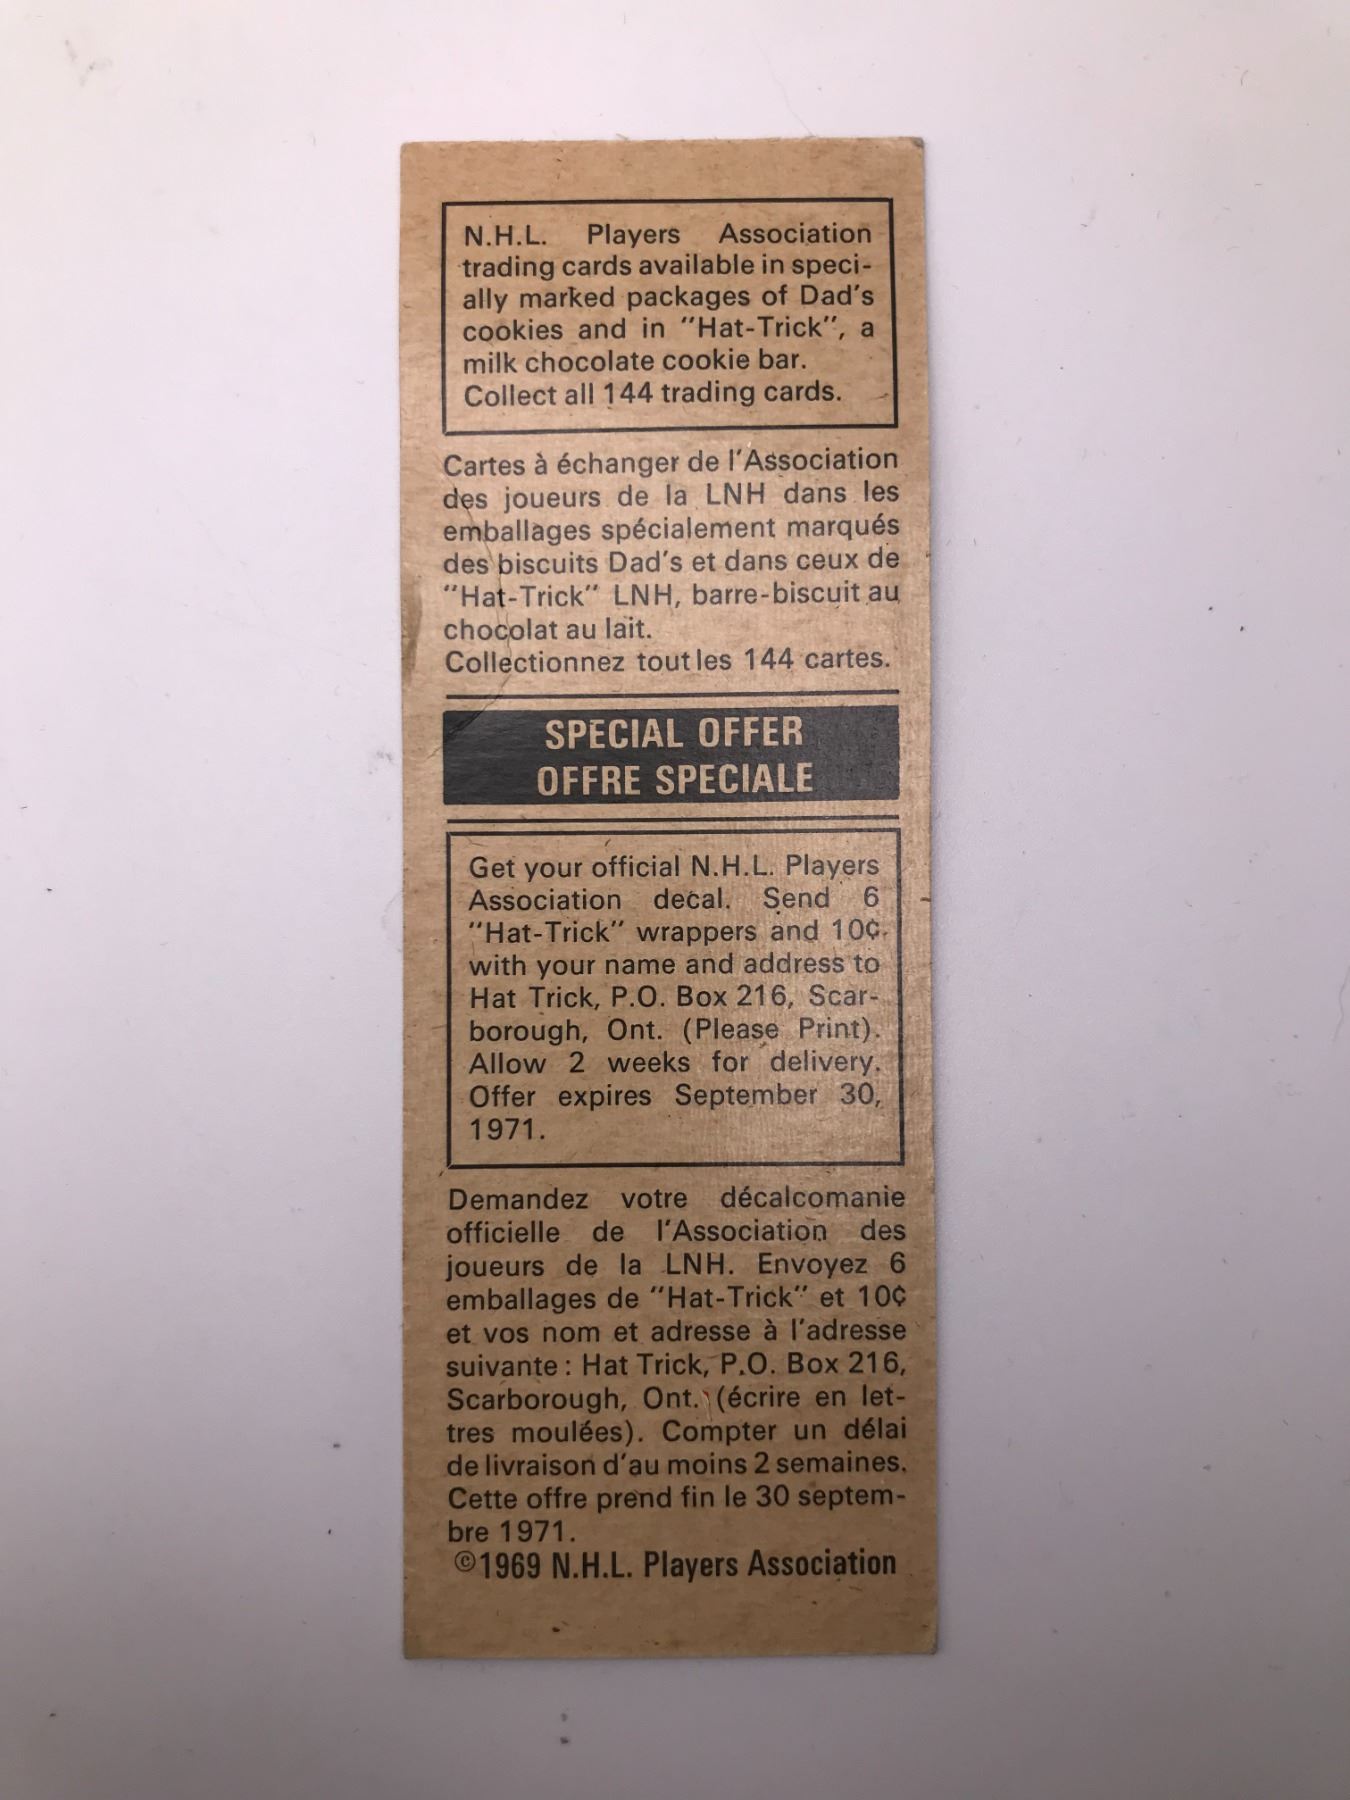 N.H.L. Players Association
trading cards available in speci-
ally marked packages of Dad's
cookies and in "Hat-Trick", a
milk chocolate cookie bar.
Collect all 144 trading cards.
Cartes à échanger de l'Association
des joueurs de la LNH dans les
emballages spécialement marqués
des biscuits Dad's et dans ceux de
"Hat-Trick" LNH, barre-biscuit au
chocolat au lait.
Collectionnez tout les 144 cartes.
SPECIAL OFFER
OFFRE SPECIALE
Get your official N.H.L. Players
Association decal. Send 6
"Hat-Trick" wrappers and 10¢
with your name and address to
Hat Trick, P.O. Box 216, Scar-
borough, Ont. (Please Print).
Allow 2 weeks for delivery.
Offer expires September 30,
1971.
Demandez votre décalcomanie
officielle de l'Association des
joueurs de la LNH. Envoyez 6
emballages de "Hat-Trick" et 10¢
et vos nom et adresse à l'adresse
suivante : Hat Trick, P.O. Box 216,
Scarborough, Ont. (écrire en let-
tres moulées). Compter un délai
de livraison d'au moins 2 semaines.
Cette offre prend fin le 30 septem-
bre 1971.
©1969 N.H.L. Players Association